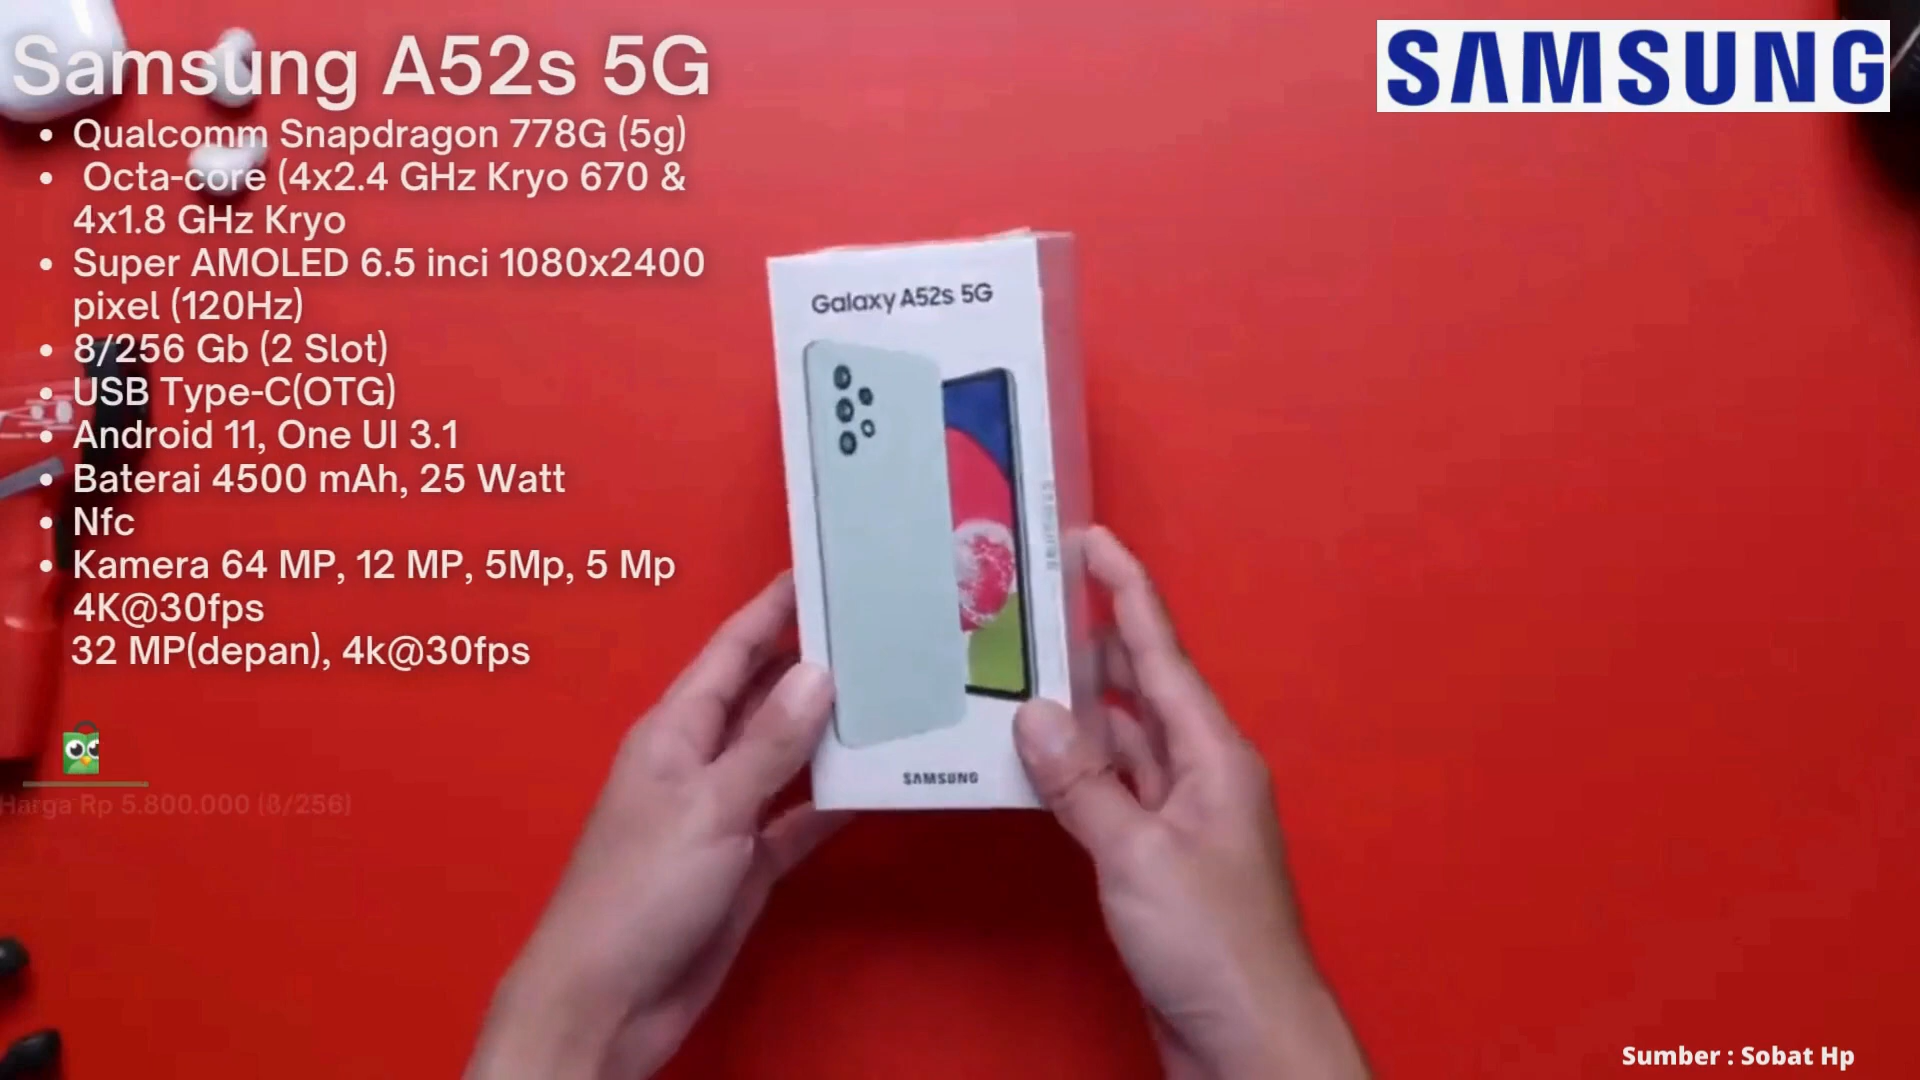 Samsung A52s 5G
SAMSUNG
• Qualcomm Snapdragon 778G (5g)
• Octa-core (4x2.4 GHz Kryo 670 &
4x1.8 GHz Kryo
• Super AMOLED 6.5 inci 1080x2400
pixel (120Hz)
• 8/256 Gb (2 Slot)
• USB Type-C(OTG)
• Android 11, One UI 3.1
• Baterai 4500 mAh, 25 Watt
• Nfc
• Kamera 64 MP, 12 MP, 5Mp, 5 Mp
4K@30fps
32 MP(depan), 4k@30fps
Harga Rp 5.800.000 (8/256)
Galaxy A52s 5G
SAMSUNG
SAMSUNG
Sumber : Sobat Hp